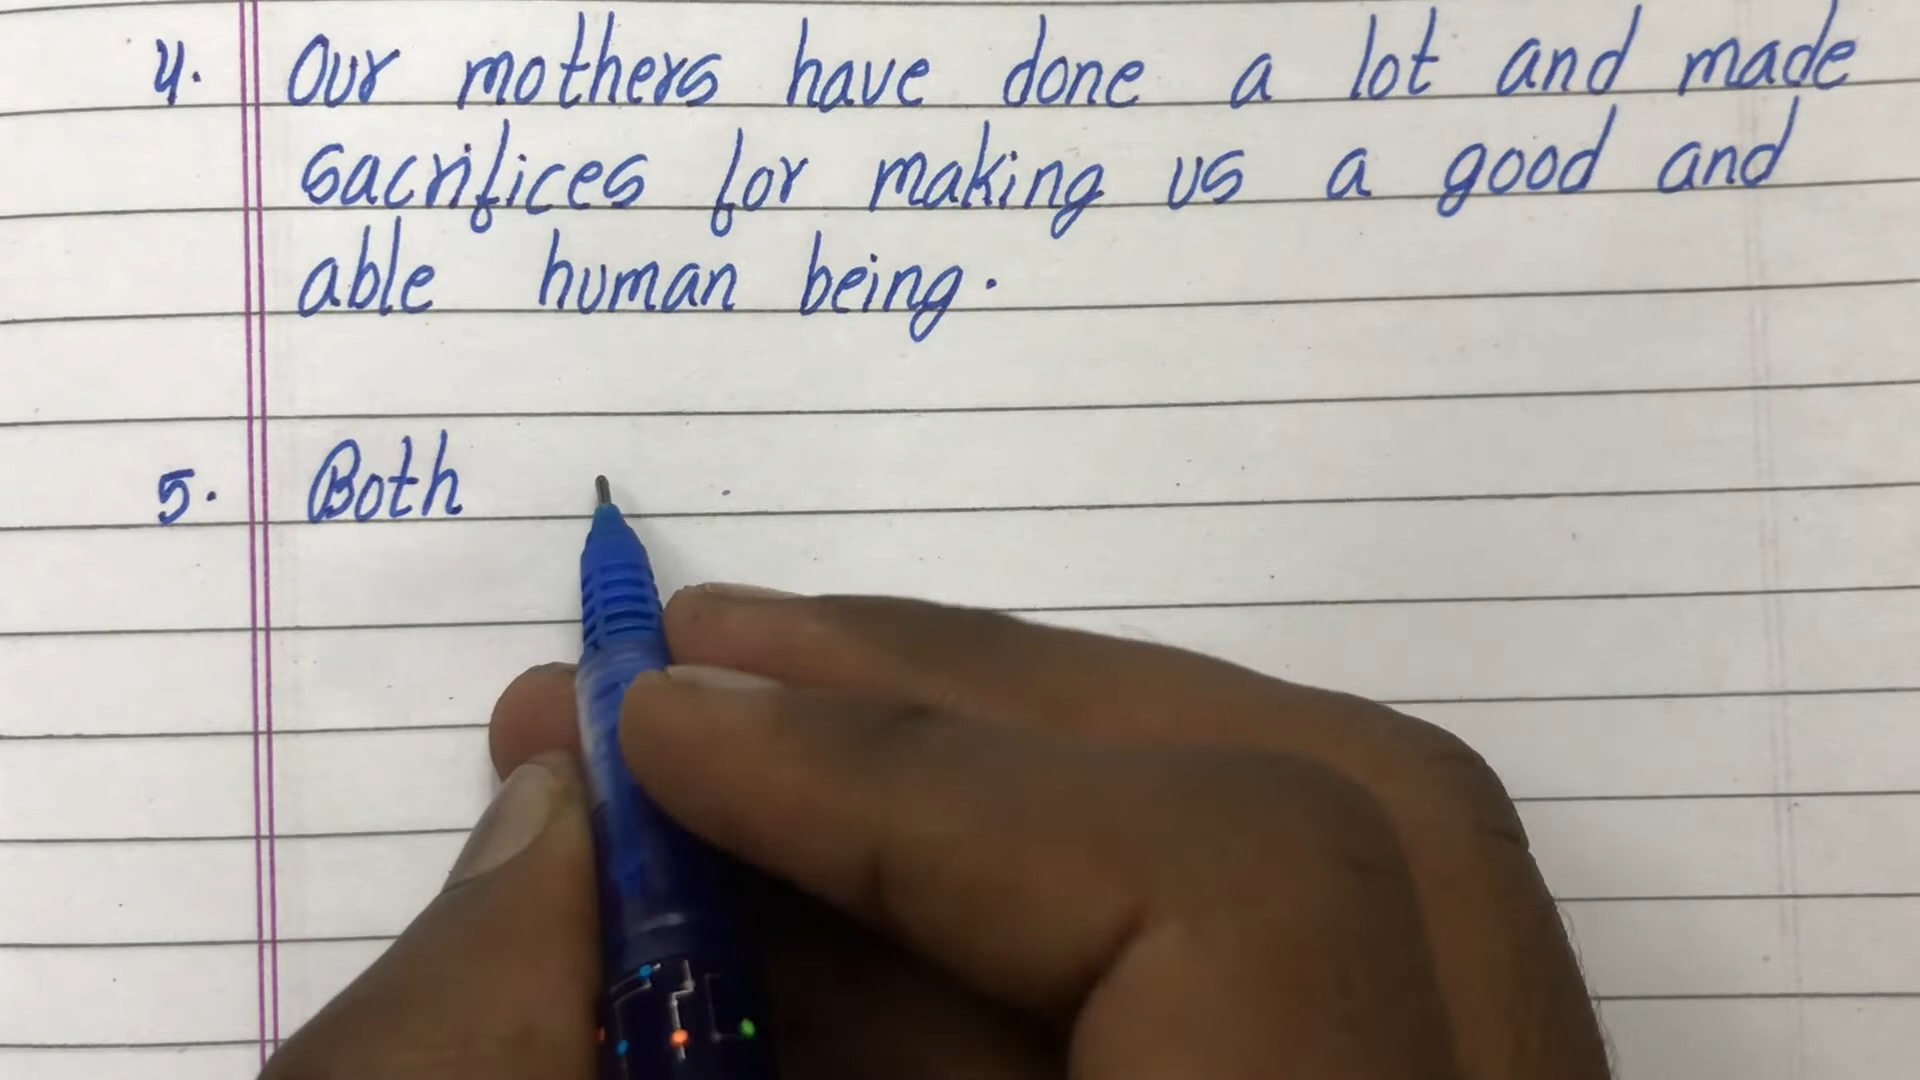 4. Our mothers have done a lot and made
sacrifices for making us a good and
able human being.
5. Both